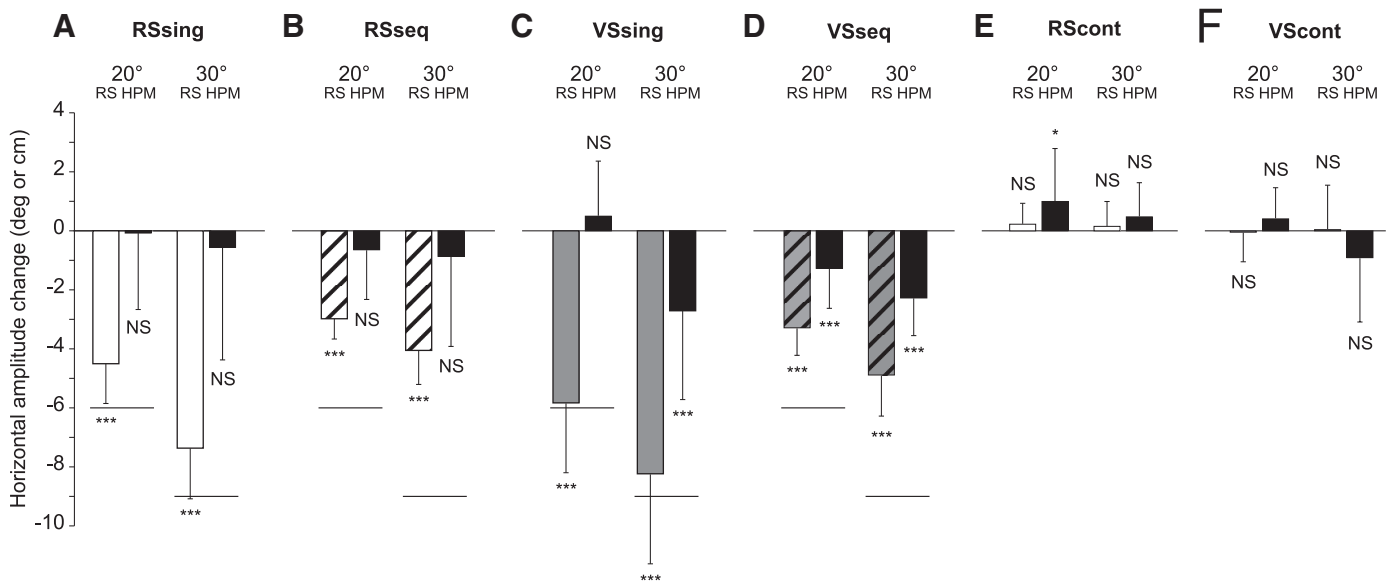 A RSsing B RSseq C VSsing D VSseq E RScont F VScont
20° 30° 20° 30° 20° 30° 20° 30° 20° 30° 20° 30°
RS HPM RS HPM RS HPM RS HPM RS HPM RS HPM RS HPM RS HPM RS HPM RS HPM RS HPM RS HPM
Horizontal amplitude change (deg or cm)
4
2
0
-2
-4
-6
-8
-10
*** NS *** NS
*** NS *** NS
*** NS *** ***
*** *** *** ***
NS * NS NS
NS NS NS NS